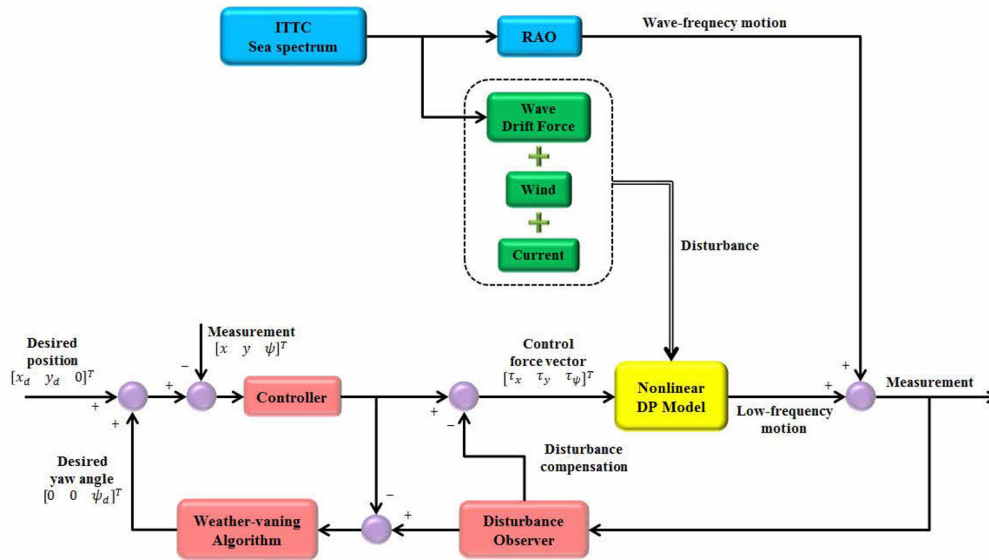 ITTC
Sea spectrum
RAO
Wave-freqnecy motion
Wave
Drift Force
+
Wind
+
Current
Disturbance
Desired
position
[x_d y_d 0]^T
+
+
Measurement
[x y ψ]^T
−
+
Controller
+
−
Control
force vector
[τ_x τ_y τ_ψ]^T
Nonlinear
DP Model
+
+
Low-frequency
motion
Measurement
Disturbance
compensation
Desired
yaw angle
[0 0 ψ_d]^T
Weather-vaning
Algorithm
−
+
Disturbance
Observer